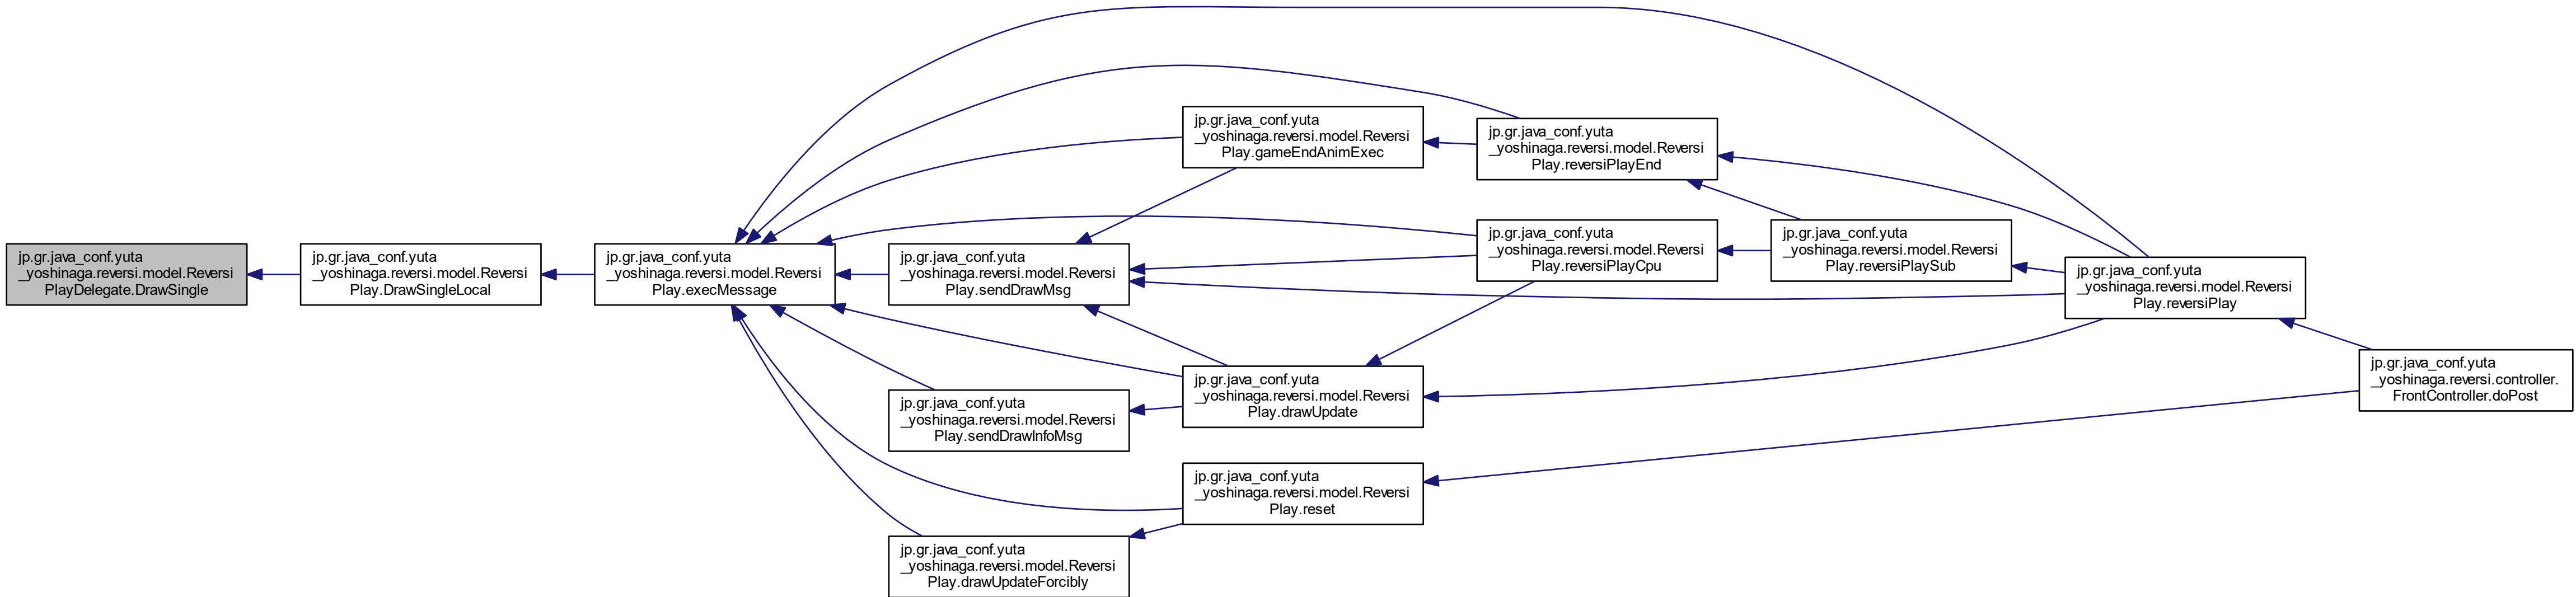 jp.gr.java_conf.yuta
_yoshinaga.reversi.model.Reversi
PlayDelegate.DrawSingle
jp.gr.java_conf.yuta
_yoshinaga.reversi.model.Reversi
Play.DrawSingleLocal
jp.gr.java_conf.yuta
_yoshinaga.reversi.model.Reversi
Play.execMessage
jp.gr.java_conf.yuta
_yoshinaga.reversi.model.Reversi
Play.sendDrawMsg
jp.gr.java_conf.yuta
_yoshinaga.reversi.model.Reversi
Play.sendDrawInfoMsg
jp.gr.java_conf.yuta
_yoshinaga.reversi.model.Reversi
Play.drawUpdateForcibly
jp.gr.java_conf.yuta
_yoshinaga.reversi.model.Reversi
Play.gameEndAnimExec
jp.gr.java_conf.yuta
_yoshinaga.reversi.model.Reversi
Play.drawUpdate
jp.gr.java_conf.yuta
_yoshinaga.reversi.model.Reversi
Play.reset
jp.gr.java_conf.yuta
_yoshinaga.reversi.model.Reversi
Play.reversiPlayEnd
jp.gr.java_conf.yuta
_yoshinaga.reversi.model.Reversi
Play.reversiPlayCpu
jp.gr.java_conf.yuta
_yoshinaga.reversi.model.Reversi
Play.reversiPlaySub
jp.gr.java_conf.yuta
_yoshinaga.reversi.model.Reversi
Play.reversiPlay
jp.gr.java_conf.yuta
_yoshinaga.reversi.controller.
FrontController.doPost